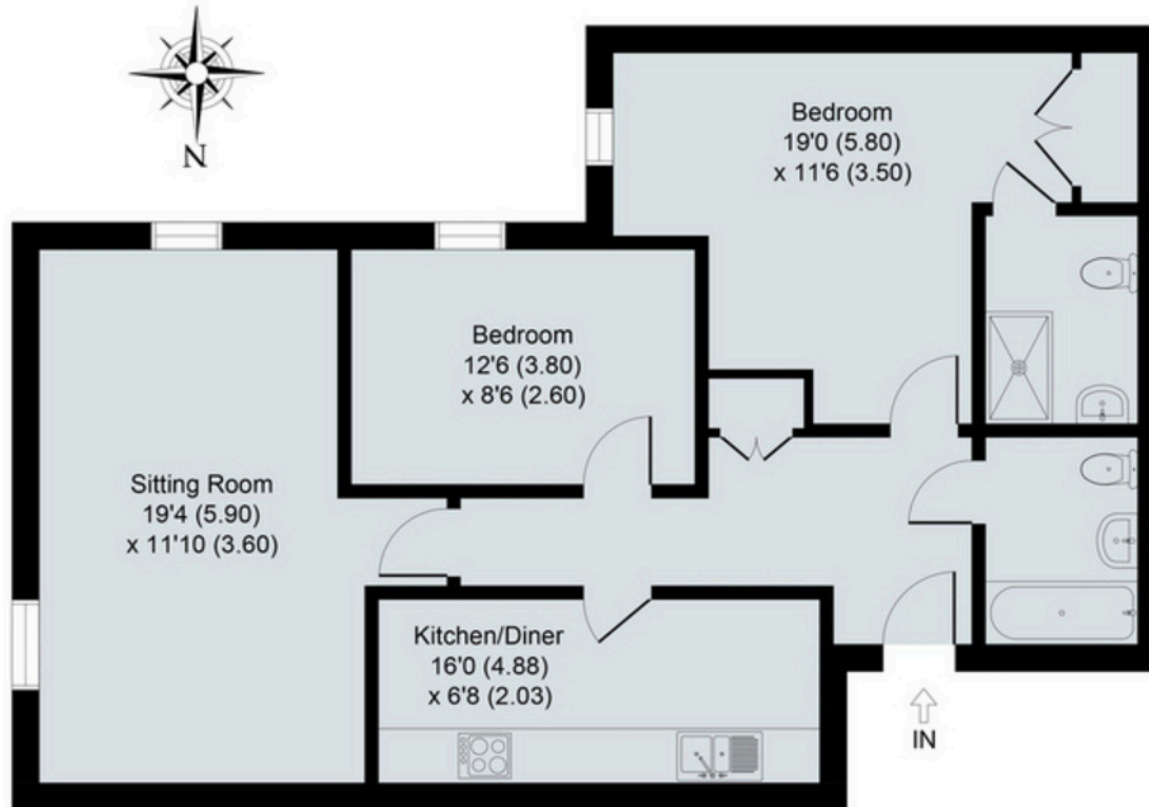 N
Bedroom
19'0 (5.80)
x 11'6 (3.50)
Bedroom
12'6 (3.80)
x 8'6 (2.60)
Sitting Room
19'4 (5.90)
x 11'10 (3.60)
Kitchen/Diner
16'0 (4.88)
x 6'8 (2.03)
IN